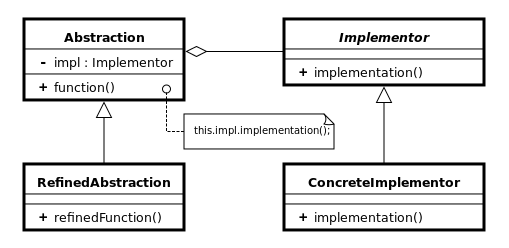 Abstraction
- impl : Implementor
+ function()
Implementor
+ implementation()
this.impl.implementation();
RefinedAbstraction
+ refinedFunction()
ConcreteImplementor
+ implementation()